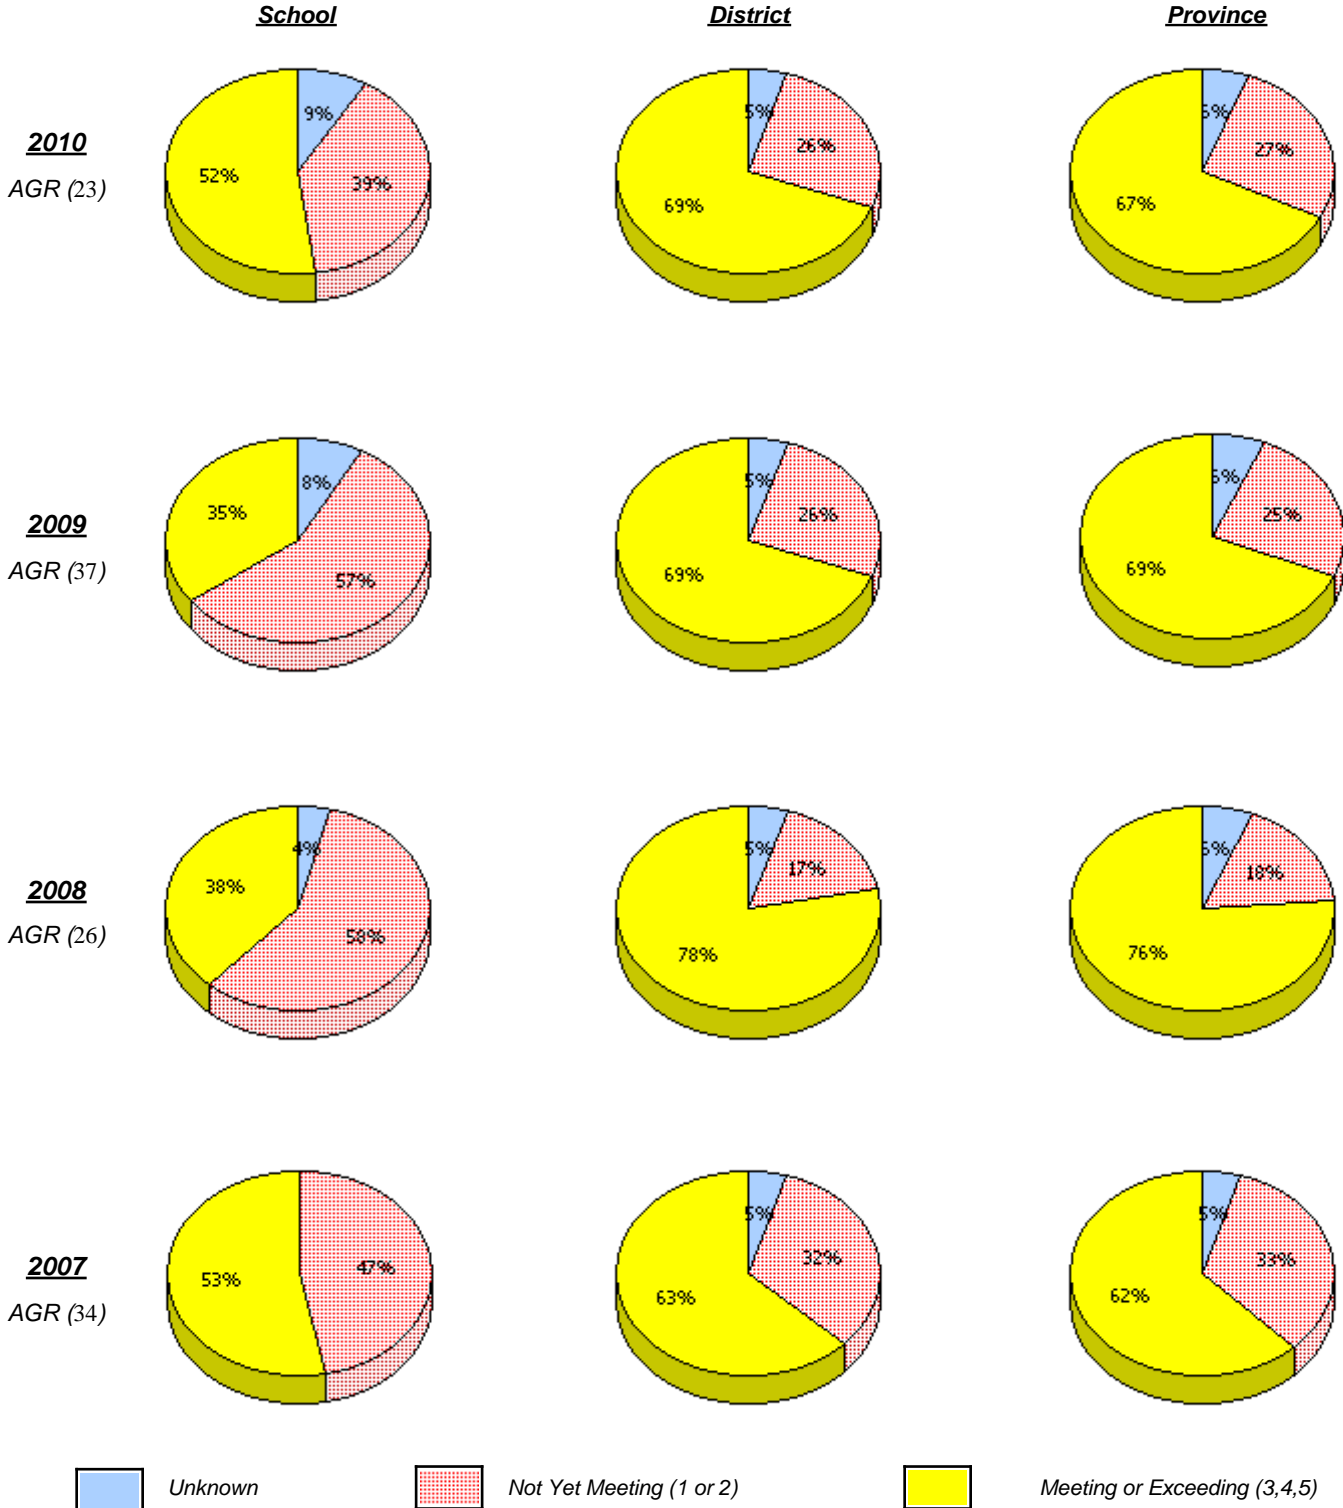 School District Province
9% 5% 6%
2010 26% 27%
AGR (23) 52% 39%
69% 67%
8% 5% 6%
2009 35% 26% 25%
AGR (37) 57% 69% 69%
4% 5% 6%
2008 38% 17% 18%
AGR (26) 58% 78% 76%
5% 5%
2007 53% 47% 32% 33%
AGR (34) 63% 62%
Unknown Not Yet Meeting (1 or 2) Meeting or Exceeding (3,4,5)